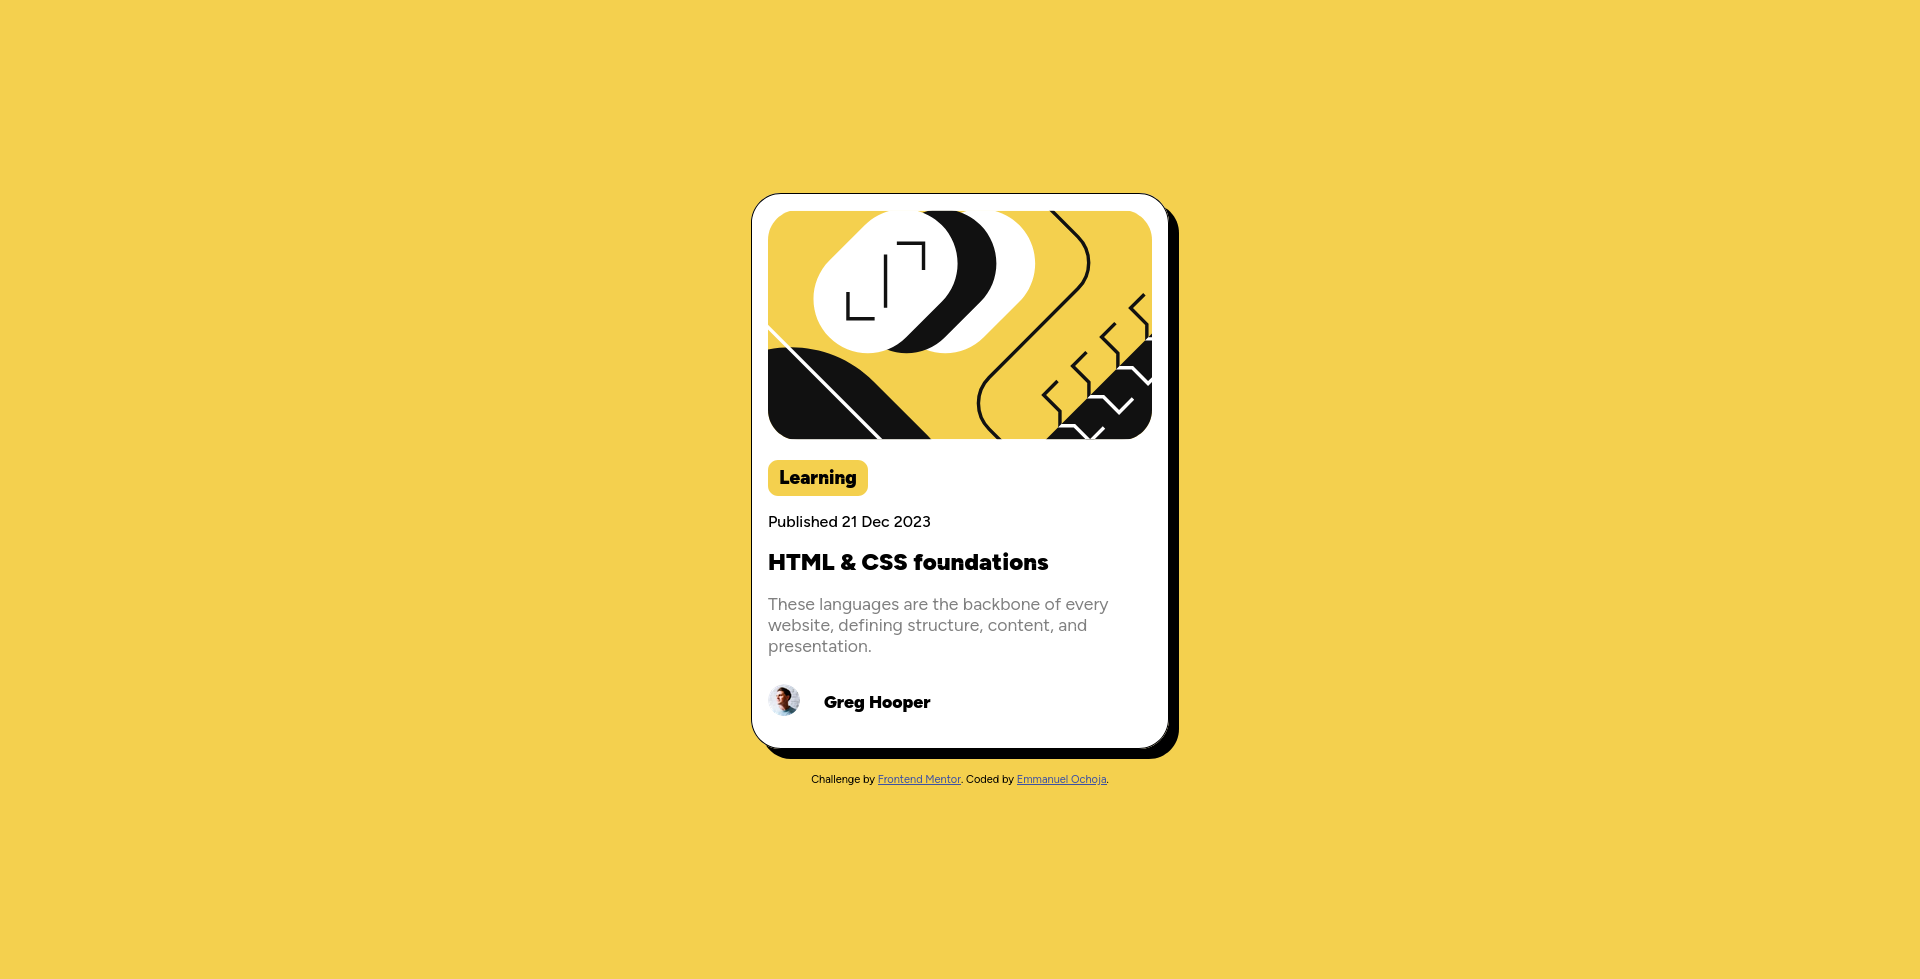 Learning
Published 21 Dec 2023
HTML & CSS foundations
These languages are the backbone of every
website, defining structure, content, and
presentation.
Greg Hooper
Challenge by Frontend Mentor. Coded by Emmanuel Ochoja.